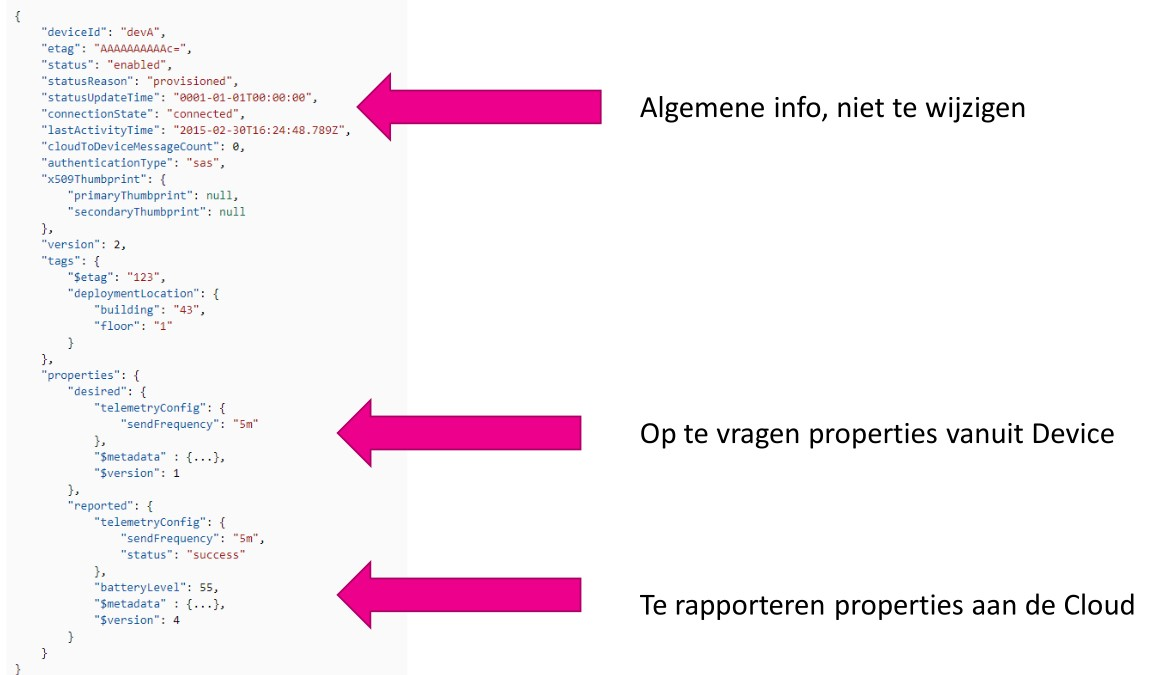 {
"deviceId": "devA",
"etag": "AAAAAAAAAAc=",
"status": "enabled",
"statusReason": "provisioned",
"statusUpdateTime": "0001-01-01T00:00:00",
"connectionState": "connected",
"lastActivityTime": "2015-02-30T16:24:48.789Z",
"cloudToDeviceMessageCount": 0,
"authenticationType": "sas",
"x509Thumbprint": {
"primaryThumbprint": null,
"secondaryThumbprint": null
},
"version": 2,
"tags": {
"$etag": "123",
"deploymentLocation": {
"building": "43",
"floor": "1"
}
},
"properties": {
"desired": {
"telemetryConfig": {
"sendFrequency": "5m"
},
"$metadata" : {...},
"$version": 1
},
"reported": {
"telemetryConfig": {
"sendFrequency": "5m",
"status": "success"
},
"batteryLevel": 55,
"$metadata" : {...},
"$version": 4
}
}
}
Algemene info, niet te wijzigen
Op te vragen properties vanuit Device
Te rapporteren properties aan de Cloud